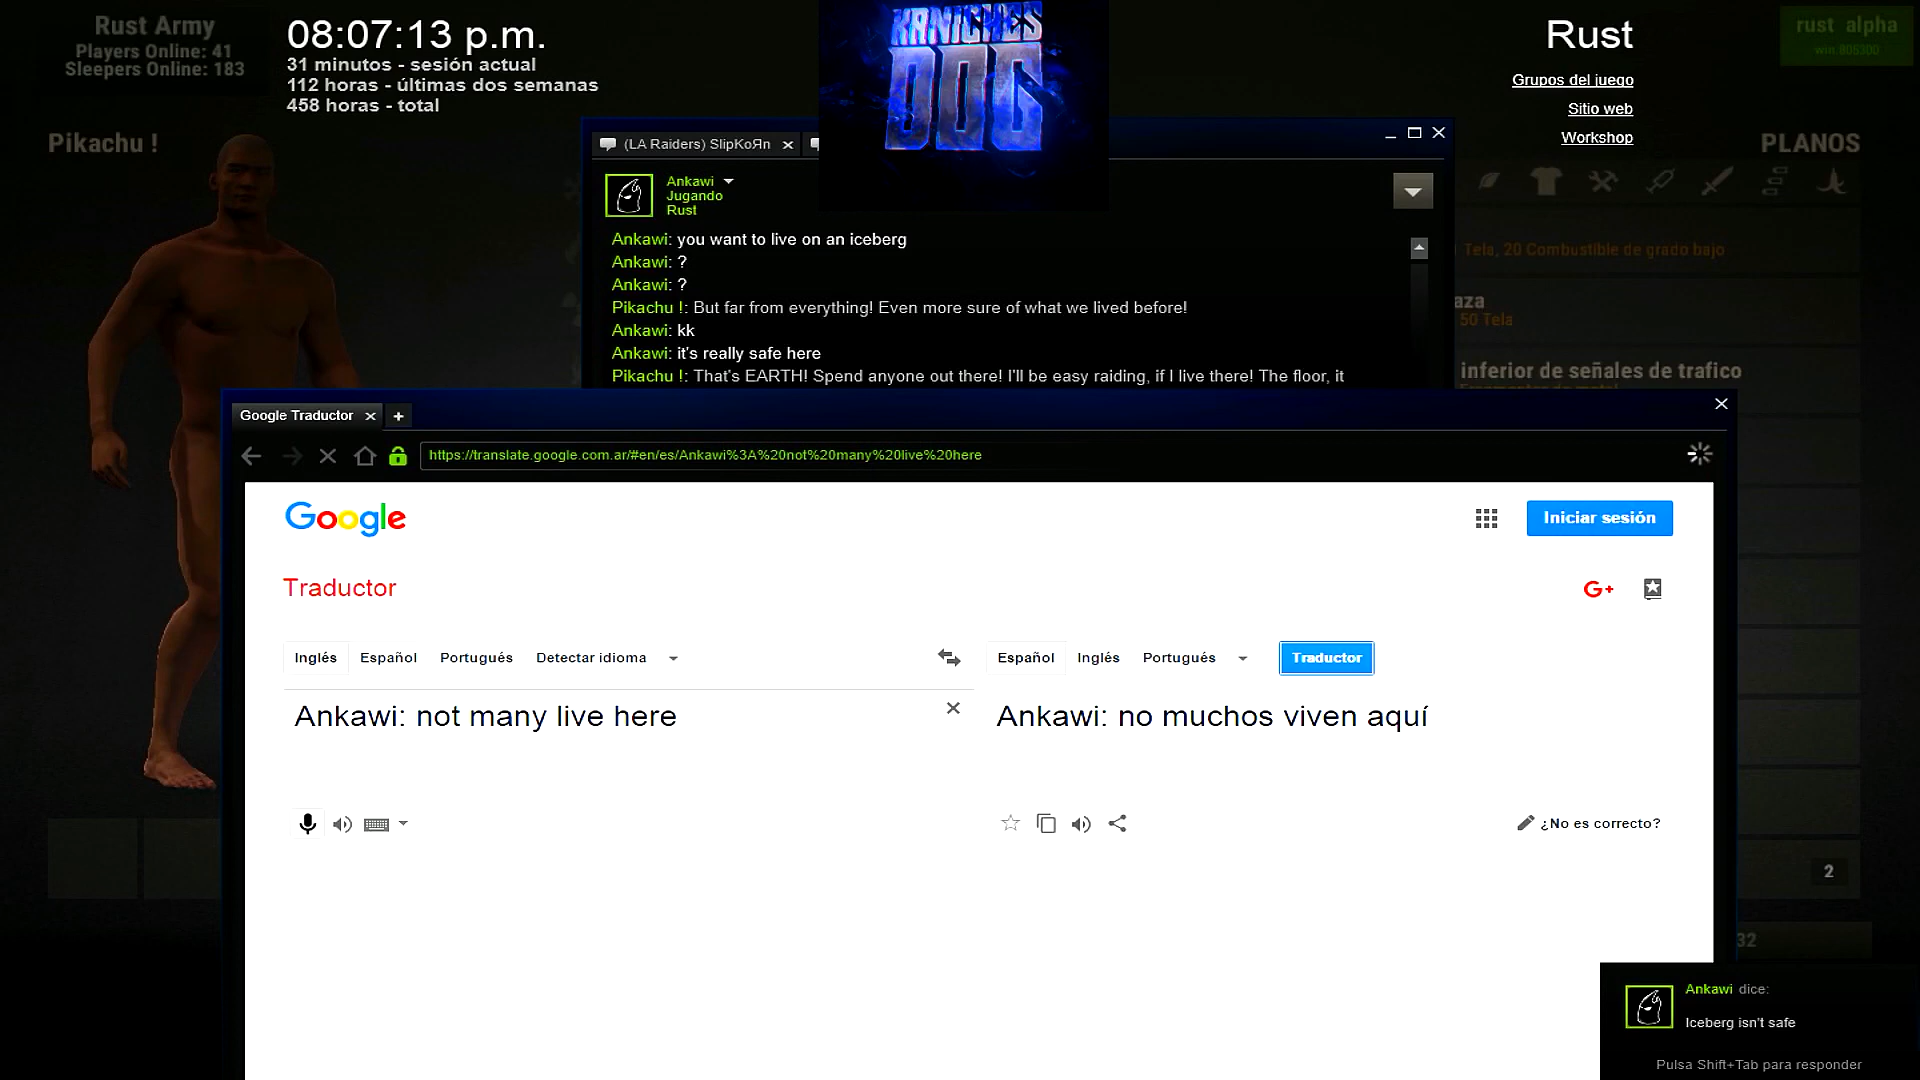 Rust Army
Players Online: 41
Sleepers Online: 183
08:07:13 p.m.
31 minutos - sesión actual
112 horas - últimas dos semanas
458 horas - total
KANICHES
DOG
Rust
Grupos del juego
Sitio web
Workshop
rust alpha
win.805300
Pikachu !
PLANOS
(LA Raiders) SlipKoЯn
Ankawi
Jugando
Rust
Ankawi: you want to live on an iceberg
Ankawi: ?
Ankawi: ?
Pikachu !: But far from everything! Even more sure of what we lived before!
Ankawi: kk
Ankawi: it's really safe here
Pikachu !: That's EARTH! Spend anyone out there! I'll be easy raiding, if I live there! The floor, it
Tela, 20 Combustible de grado bajo
aza
50 Tela
inferior de señales de trafico
Google Traductor
https://translate.google.com.ar/#en/es/Ankawi%3A%20not%20many%20live%20here
Google
Iniciar sesión
Traductor
G+
Inglés Español Portugués Detectar idioma
Español Inglés Portugués Traductor
Ankawi: not many live here
Ankawi: no muchos viven aquí
¿No es correcto?
2
32
Ankawi dice:
Iceberg isn't safe
Pulsa Shift+Tab para responder